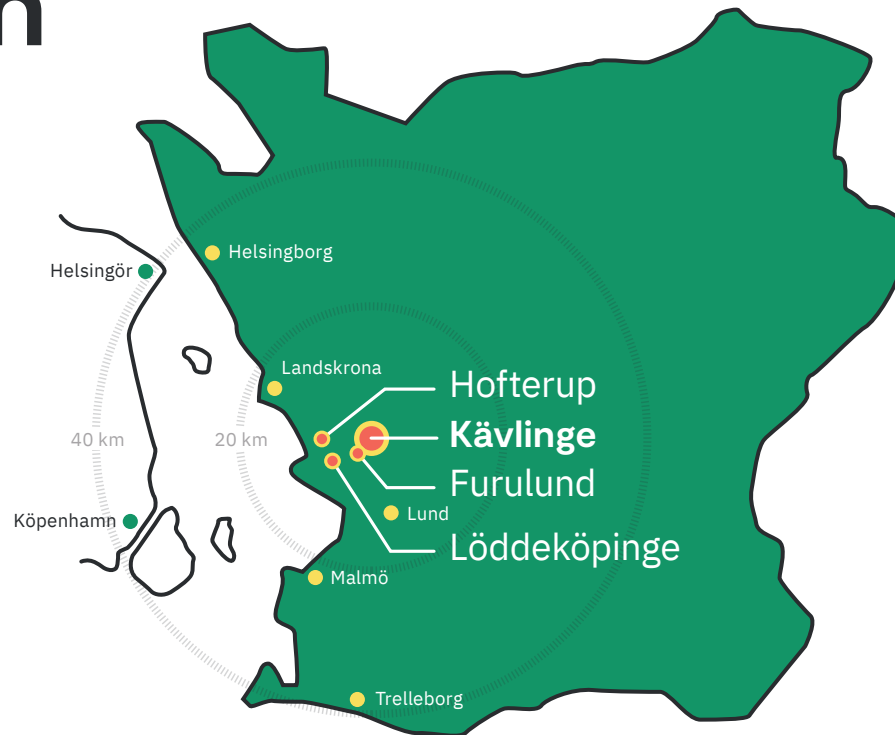 n
Helsingborg
Helsingör
Landskrona
Hofterup
40 km
20 km
Kävlinge
Furulund
Köpenhamn
Lund
Löddeköpinge
Malmö
Trelleborg